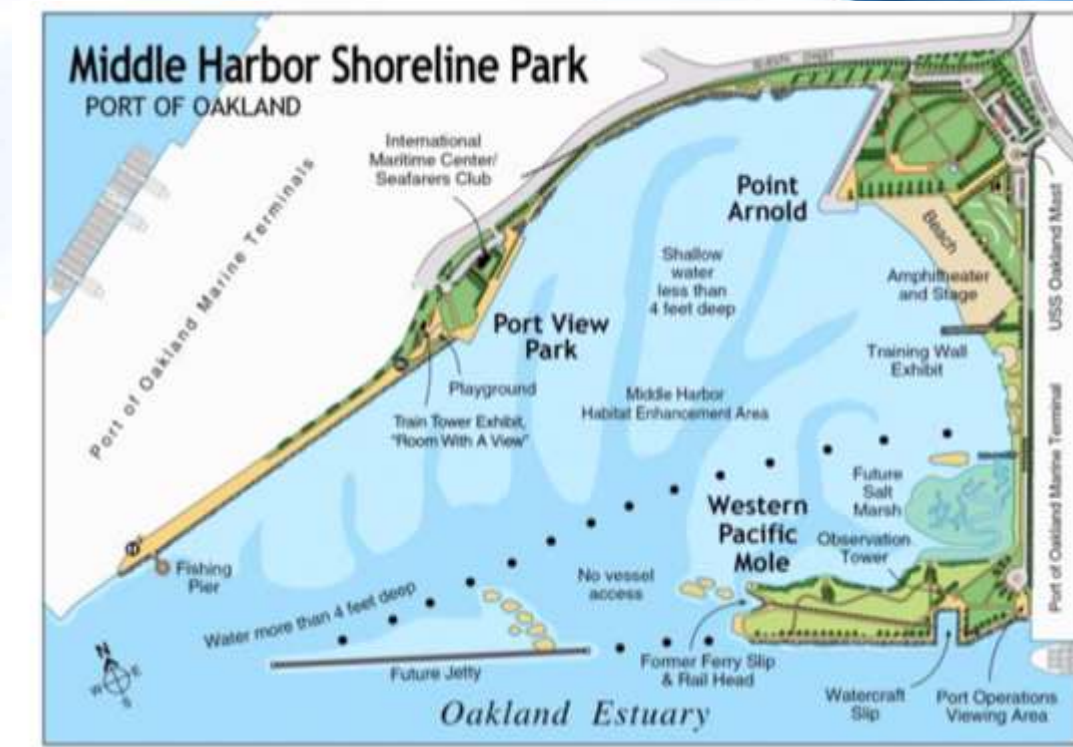 Middle Harbor Shoreline Park
PORT OF OAKLAND
International
Maritime Center/
Seafarers Club
Port of Oakland Marine Terminals
Point
Arnold
Beach
Shallow
water
less than
4 feet deep
Amphitheater
and Stage
USS Oakland Mast
Port View
Park
Training Wall
Exhibit
Playground
Middle Harbor
Habitat Enhancement Area
Train Tower Exhibit,
"Room With A View"
Port of Oakland Marine Terminal
Future
Salt
Marsh
Western
Pacific
Mole
Observation
Tower
Fishing
Pier
No vessel
access
Water more than 4 feet deep
N
W
E
S
Future Jetty
Former Ferry Slip
& Rail Head
Oakland Estuary
Watercraft
Slip
Port Operations
Viewing Area